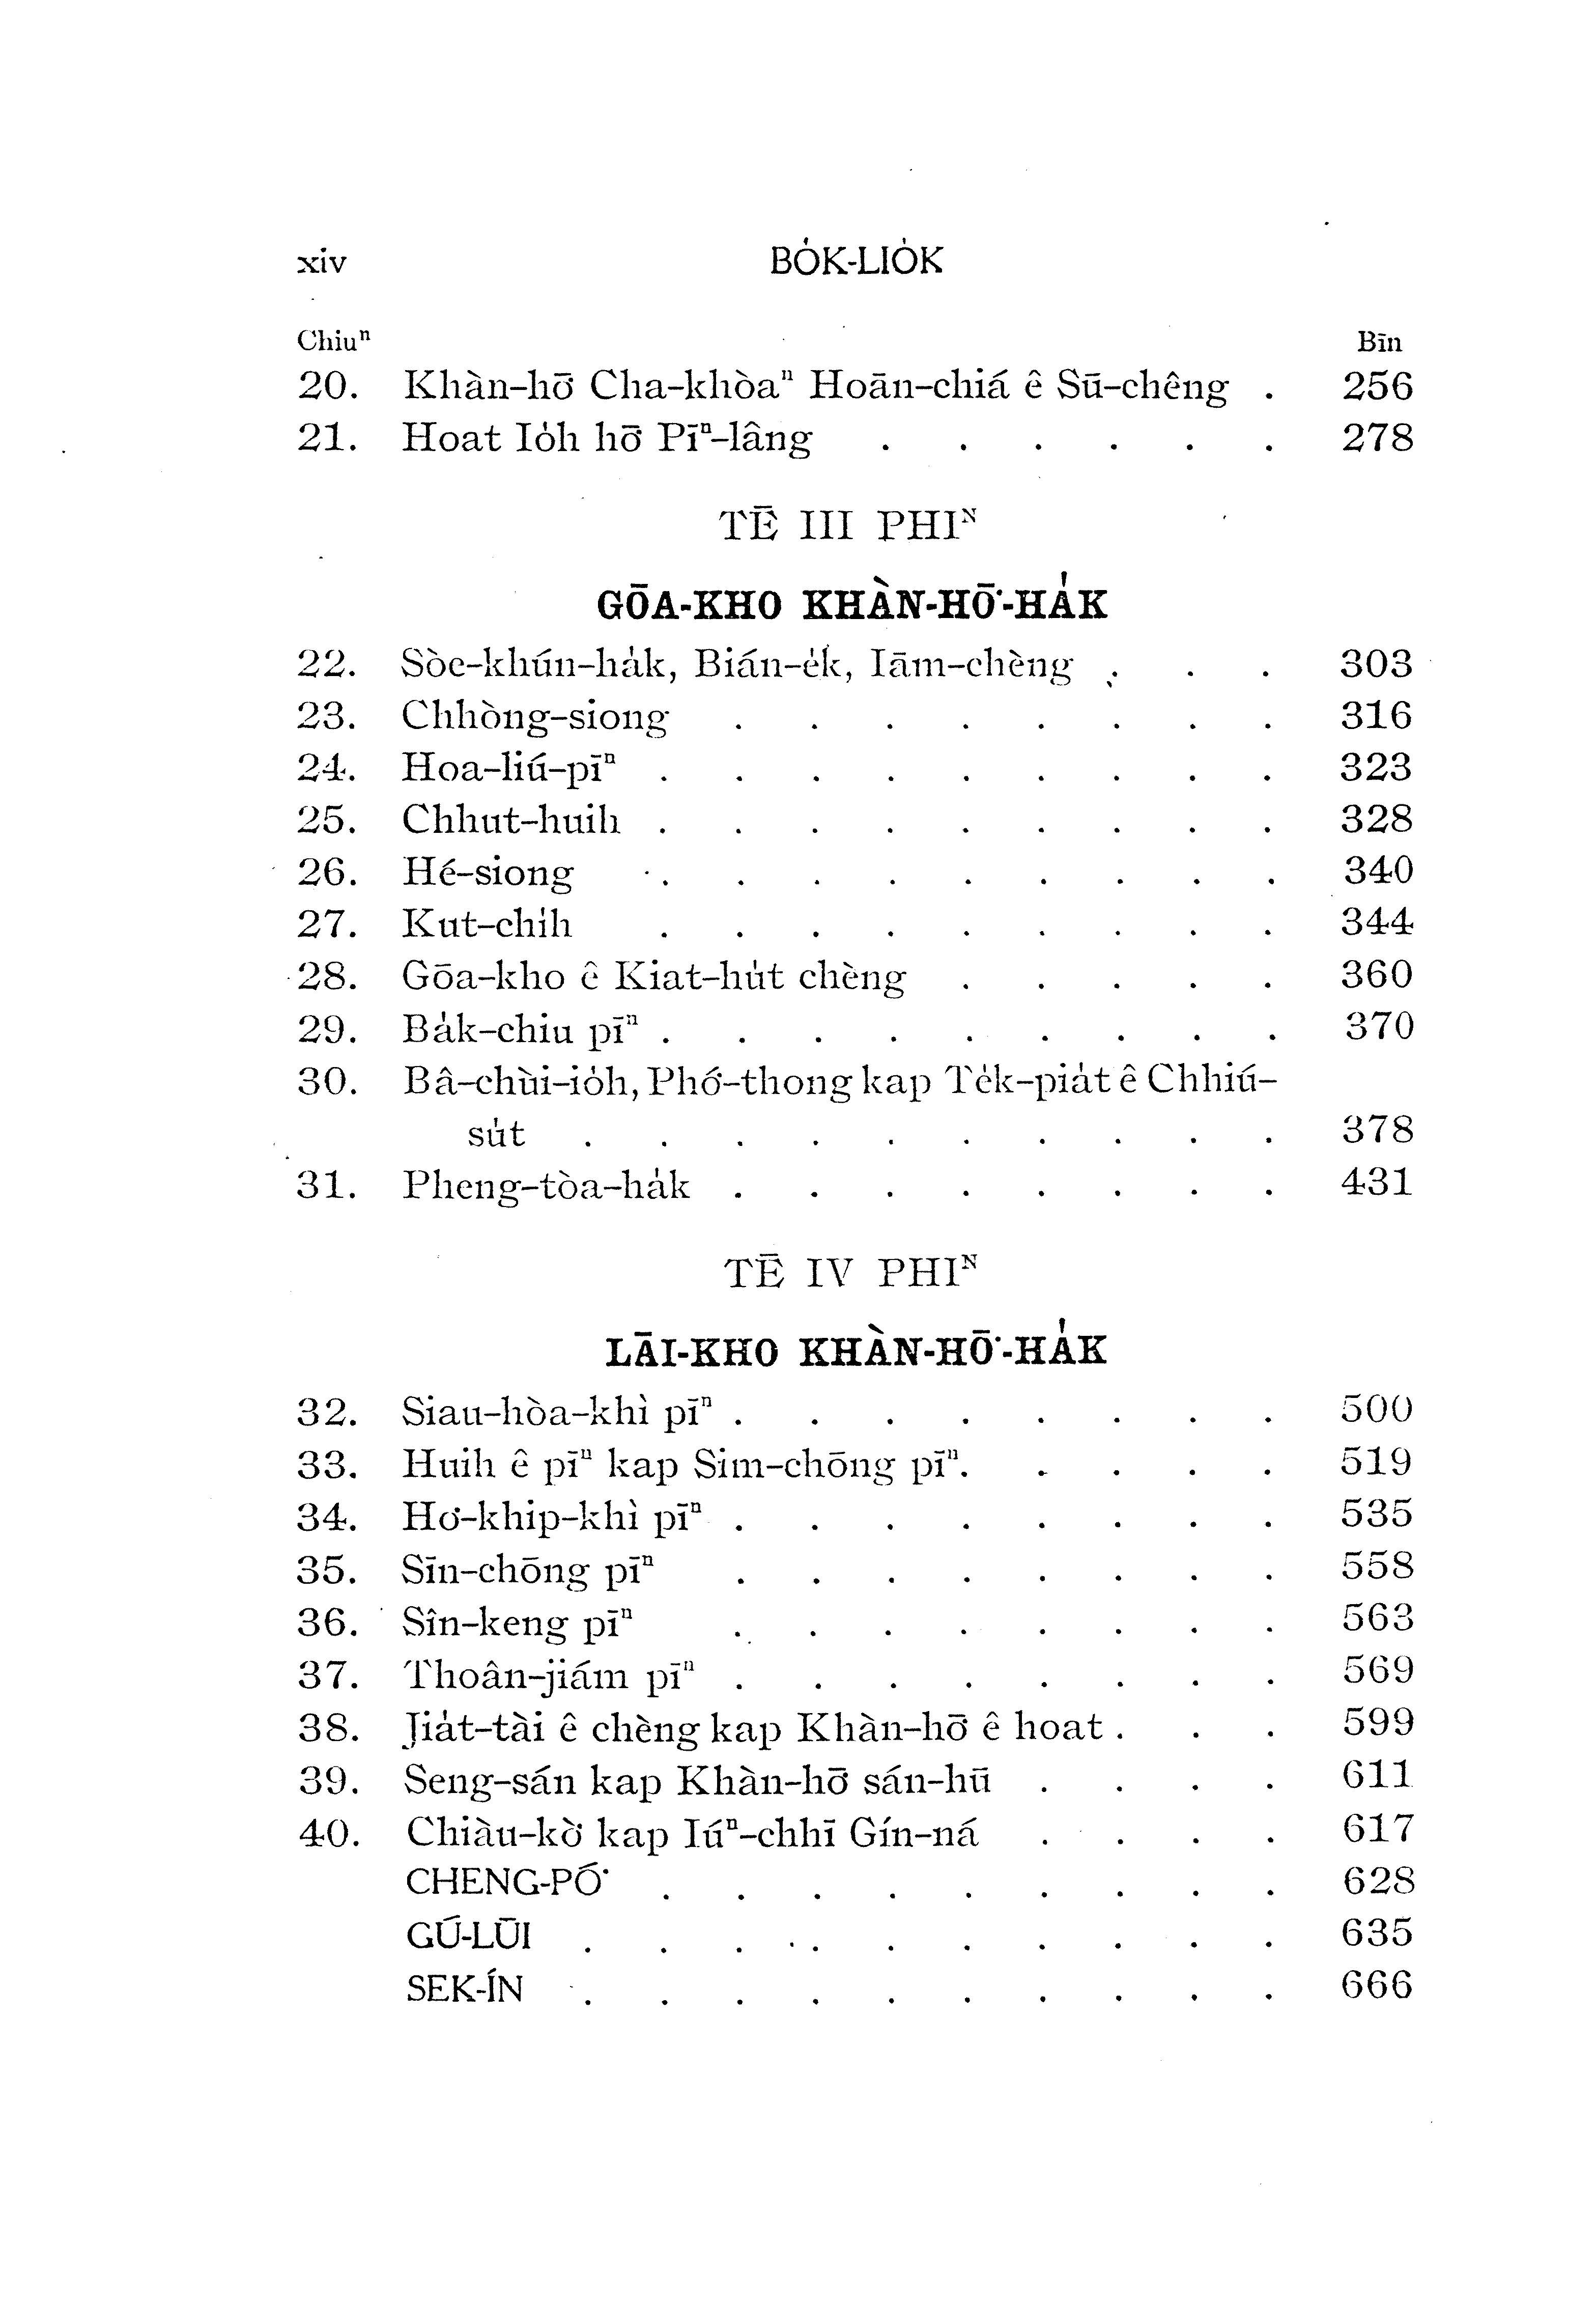 xiv BO̍K-LIO̍K
Chiuⁿ Bīn
20. Khàn-hō͘ Cha-khòaⁿ Hoān-chiá ê Sū-chêng . 256
21. Hoat Io̍h hō͘ Pīⁿ-lâng . . . . . . 278
TĒ III PHIᴺ
GŌA-KHO KHÀN-HŌ͘-HA̍K
22. Sòe-khún-ha̍k, Bián-e̍k, Iām-chèng . . . 303
23. Chhòng-siong . . . . . . . . 316
24. Hoa-liú-pīⁿ . . . . . . . . . 323
25. Chhut-huih . . . . . . . . . 328
26. Hé-siong . . . . . . . . . 340
27. Kut-chi̍h . . . . . . . . . 344
28. Gōa-kho ê Kiat-hu̍t chèng . . . . . 360
29. Ba̍k-chiu pīⁿ . . . . . . . . . 370
30. Bâ-chùi-io̍h, Phó͘-thong kap Te̍k-pia̍t ê Chhiú-
su̍t . . . . . . . . . . 378
31. Pheng-tòa-ha̍k . . . . . . . . 431
TĒ IV PHIᴺ
LĀI-KHO KHÀN-HŌ͘-HA̍K
32. Siau-hòa-khì pīⁿ . . . . . . . . 500
33. Huih ê pīⁿ kap Sim-chōng pīⁿ. . . . . 519
34. Ho͘-khip-khì pīⁿ . . . . . . . . 535
35. Sīn-chōng pīⁿ . . . . . . . . 558
36. Sîn-keng pīⁿ . . . . . . . . 563
37. Thoân-jiám pīⁿ . . . . . . . . 569
38. Jia̍t-tài ê chèng kap Khàn-hō͘ ê hoat . . . 599
39. Seng-sán kap Khàn-hō͘ sán-hū . . . . 611
40. Chiàu-kò͘ kap Iúⁿ-chhī Gín-ná . . . . 617
CHENG-PÓ͘ . . . . . . . . . 628
GÚ-LŪI . . . . . . . . . . 635
SEK-ÍN . . . . . . . . . . 666